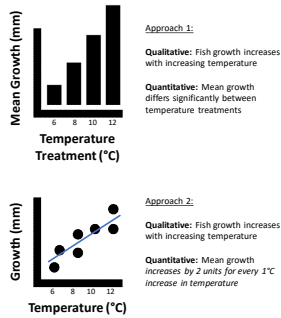 Mean Growth (mm)
6 8 10 12
Temperature
Treatment (°C)
Approach 1:
Qualitative: Fish growth increases
with increasing temperature
Quantitative: Mean growth
differs significantly between
temperature treatments
Growth (mm)
6 8 10 12
Temperature (°C)
Approach 2:
Qualitative: Fish growth increases
with increasing temperature
Quantitative: Mean growth
increases by 2 units for every 1°C
increase in temperature